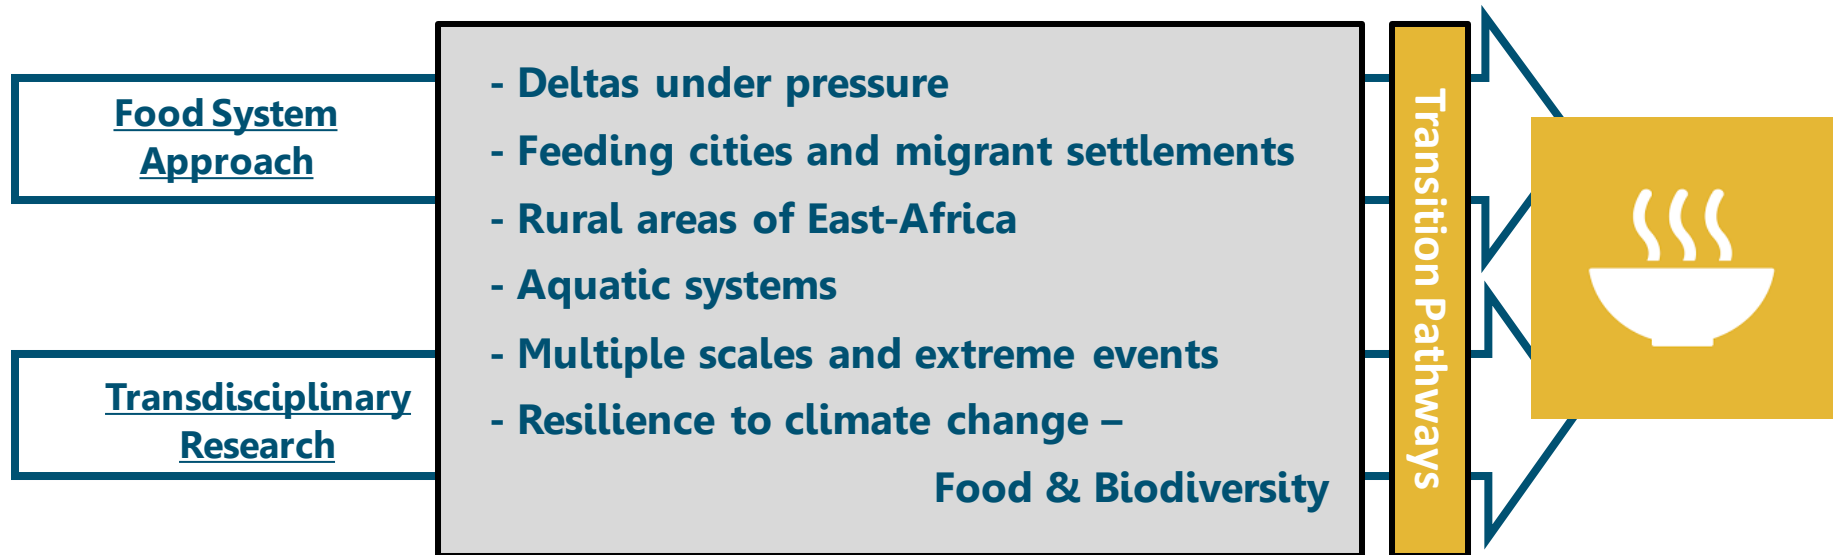 Food System
Approach
Transdisciplinary
Research
- Deltas under pressure
- Feeding cities and migrant settlements
- Rural areas of East-Africa
- Aquatic systems
- Multiple scales and extreme events
- Resilience to climate change –
Food & Biodiversity
Transition Pathways